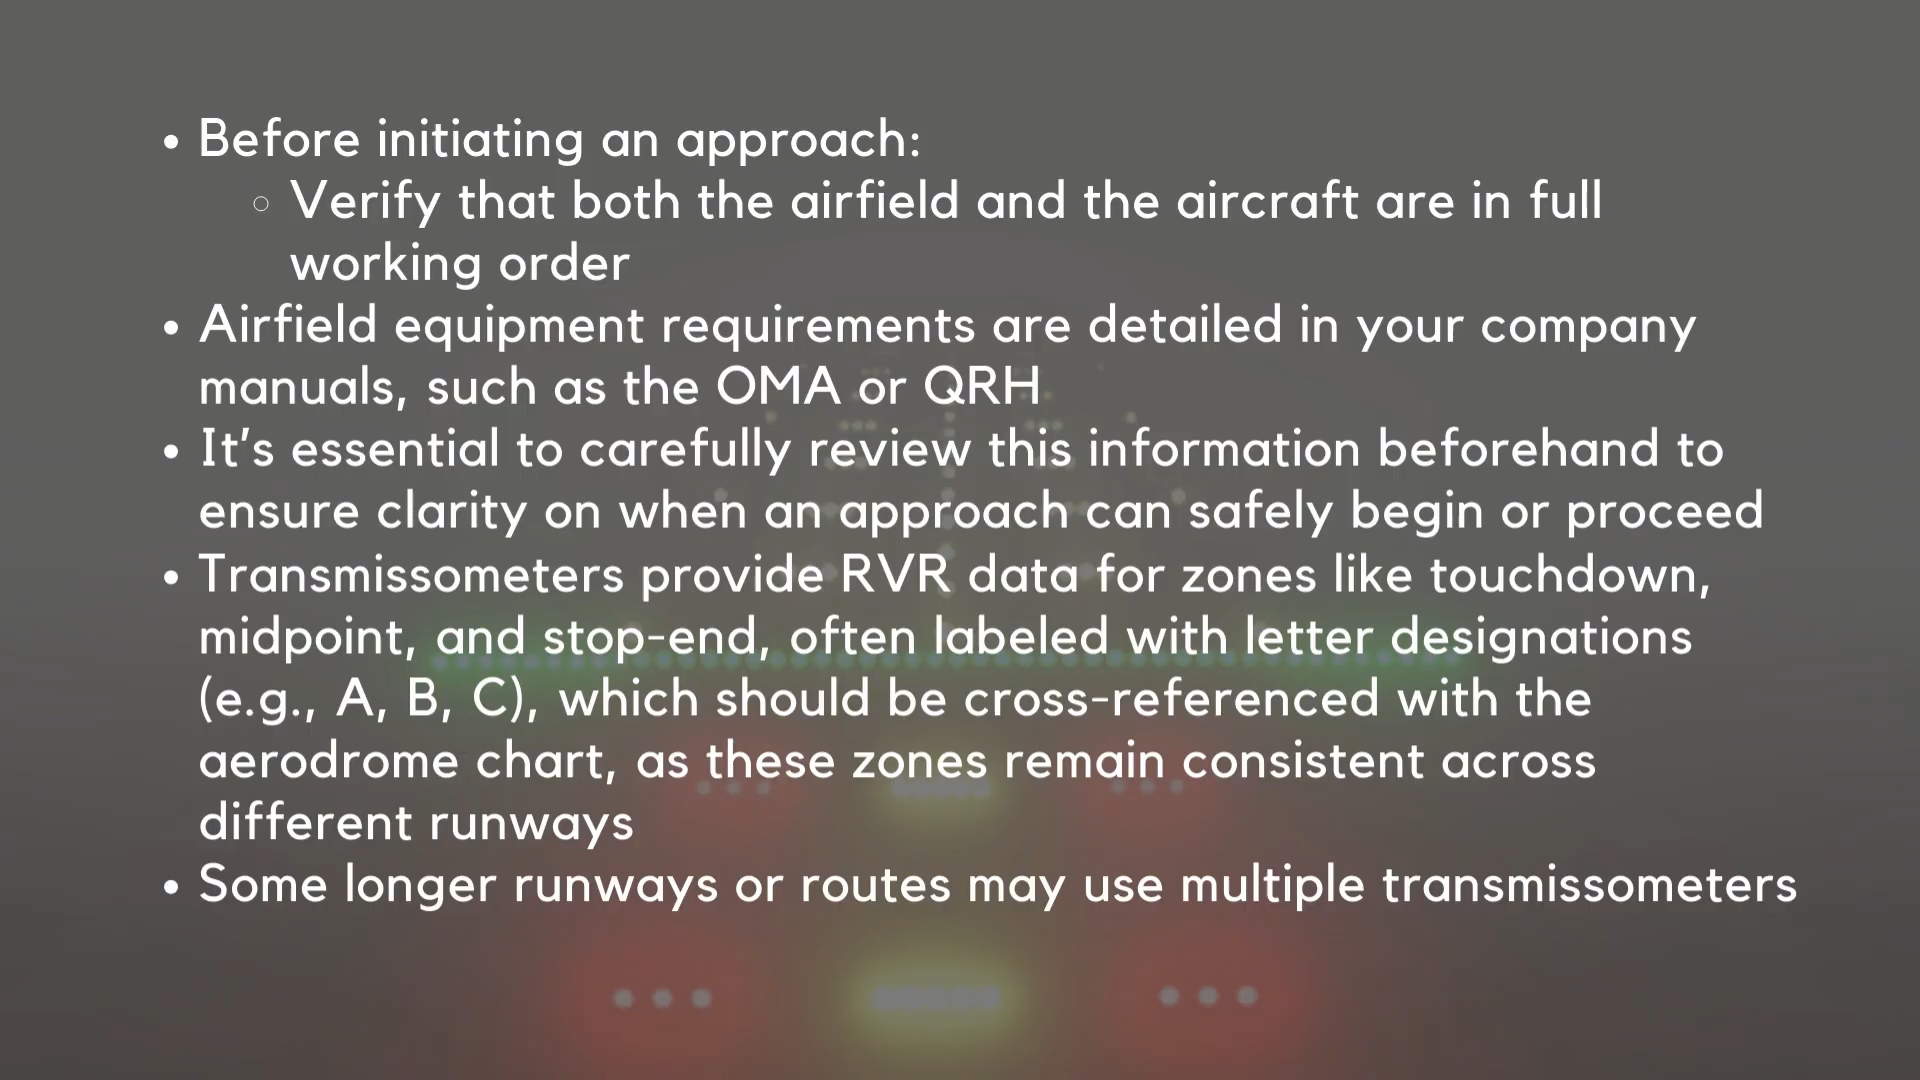 • Before initiating an approach:
◦ Verify that both the airfield and the aircraft are in full
working order
• Airfield equipment requirements are detailed in your company
manuals, such as the OMA or QRH
• It's essential to carefully review this information beforehand to
ensure clarity on when an approach can safely begin or proceed
• Transmissometers provide RVR data for zones like touchdown,
midpoint, and stop-end, often labeled with letter designations
(e.g., A, B, C), which should be cross-referenced with the
aerodrome chart, as these zones remain consistent across
different runways
• Some longer runways or routes may use multiple transmissometers